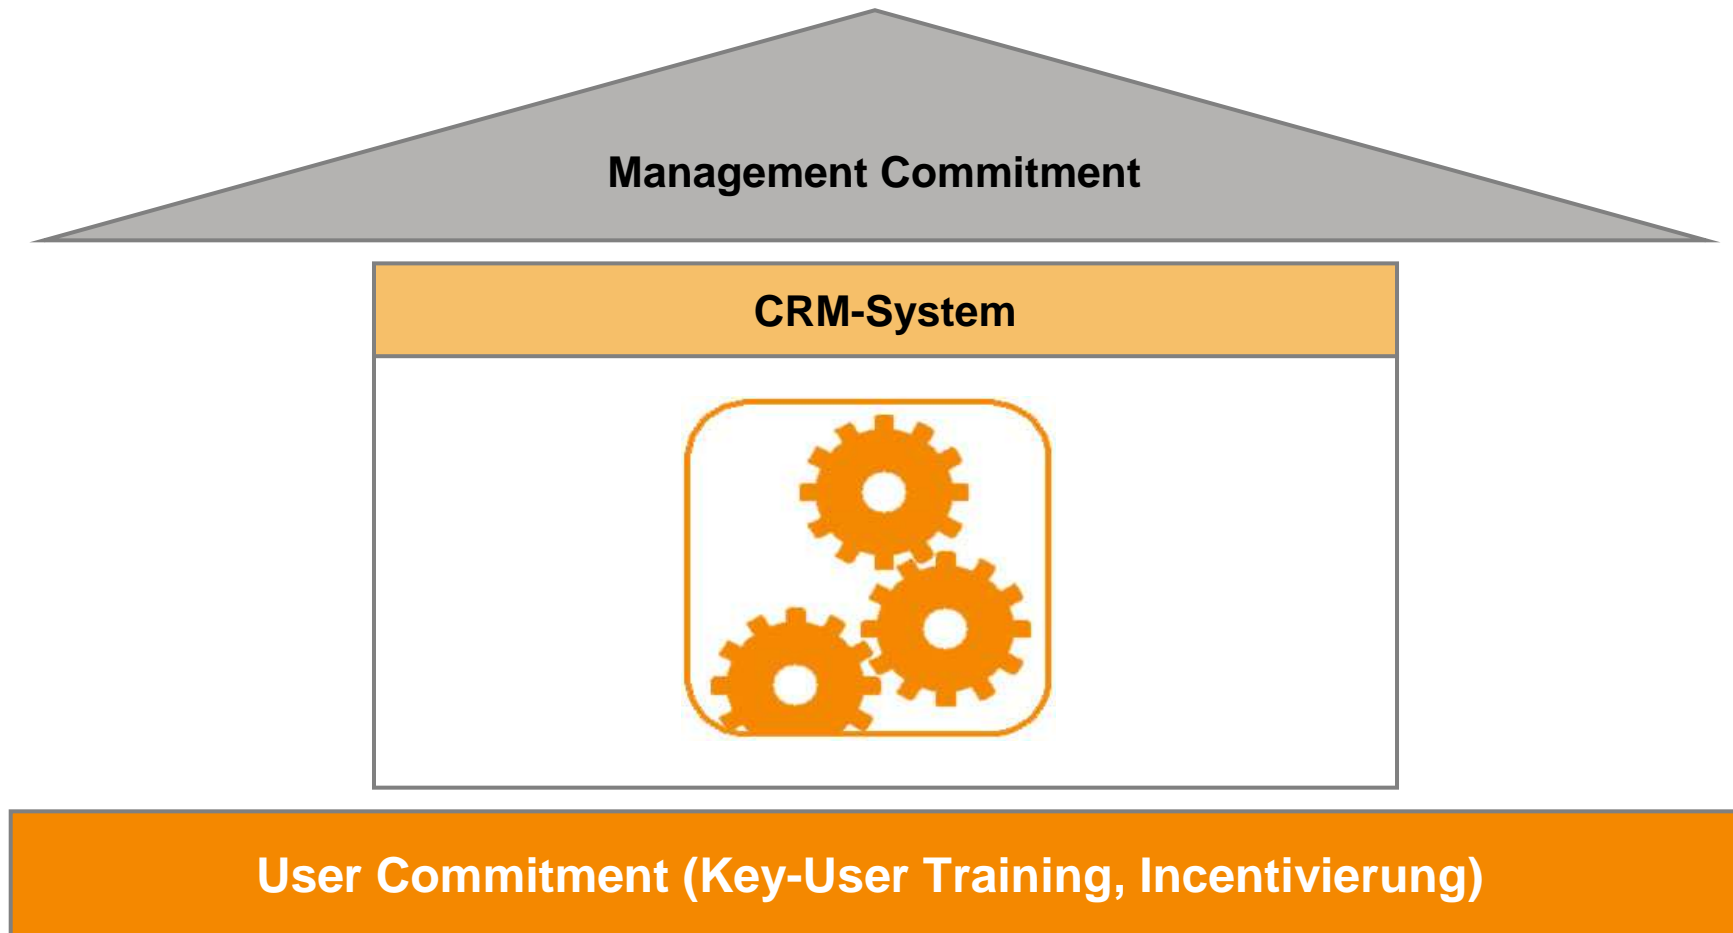 Management Commitment
CRM-System
User Commitment (Key-User Training, Incentivierung)